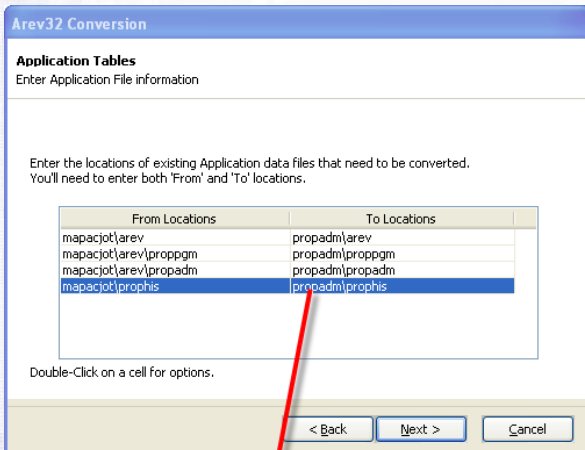 Arev32 Conversion
Application Tables
Enter Application File information
Enter the locations of existing Application data files that need to be converted.
You'll need to enter both 'From' and 'To' locations.
From Locations To Locations
mapacjot\arev propadm\arev
mapacjot\arev\proppgm propadm\proppgm
mapacjot\arev\propadm propadm\propadm
mapacjot\prophis propadm\prophis
Double-Click on a cell for options.
< Back Next > Cancel